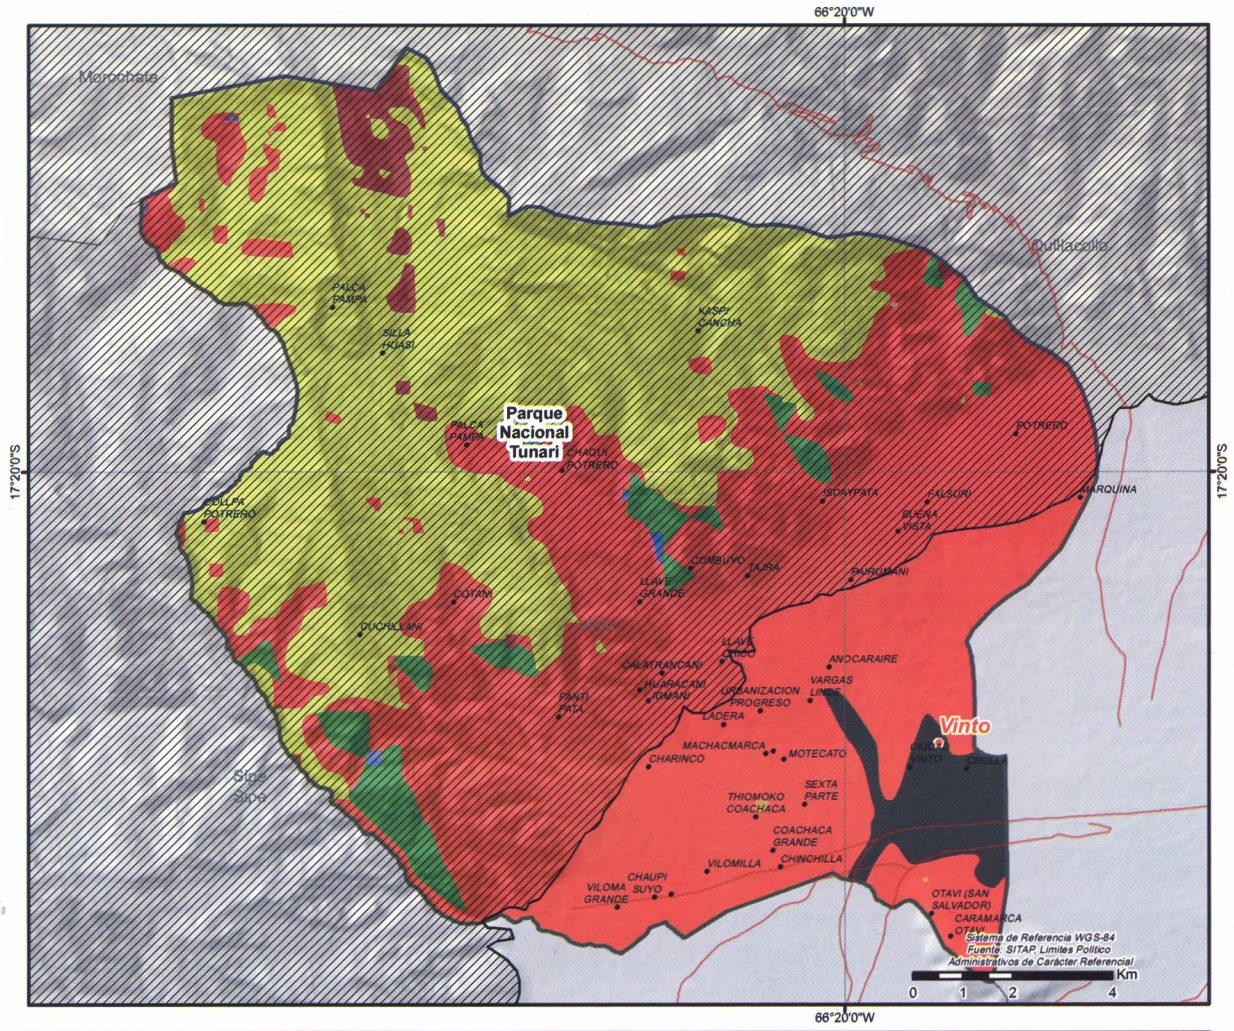 66°20'0"W
Morochata
Quillacollo
PALCA
PAMPA
SILLA
HUASI
KASPI
CANCHA
Parque
Nacional
Tunari
PALCA
PAMPA
CHAQUI
POTRERO
POTRERO
17°20'0"S
17°20'0"S
COLLPA
POTRERO
ISCAYPATA
FALSURI
MARQUINA
BUENA
VISTA
COMBUYO
TAJRA
PAIRUMANI
COTANI
LLAVE
GRANDE
CUCHILLANI
LLAVE
CHICO
ANOCARAIRE
CALATRANCANI
HUARACANI
IGMANI
VARGAS
LINDE
URBANIZACION
PROGRESO
PANTI
PATA
LADERA
Vinto
MACHACMARCA
MOTECATO
CHARINCO
VINTO
CHULLA
Sipe
Sipe
SEXTA
PARTE
THIOMOKO
COACHACA
COACHACA
GRANDE
CHINCHILLA
VILOMILLA
CHAUPI
SUYO
VILOMA
GRANDE
OTAVI (SAN
SALVADOR)
CARAMARCA
OTAVI
Sistema de Referencia WGS-84
Fuente: SITAP, Limites Politico
Administrativos de Carácter Referencial
Km
0 1 2 4
66°20'0"W